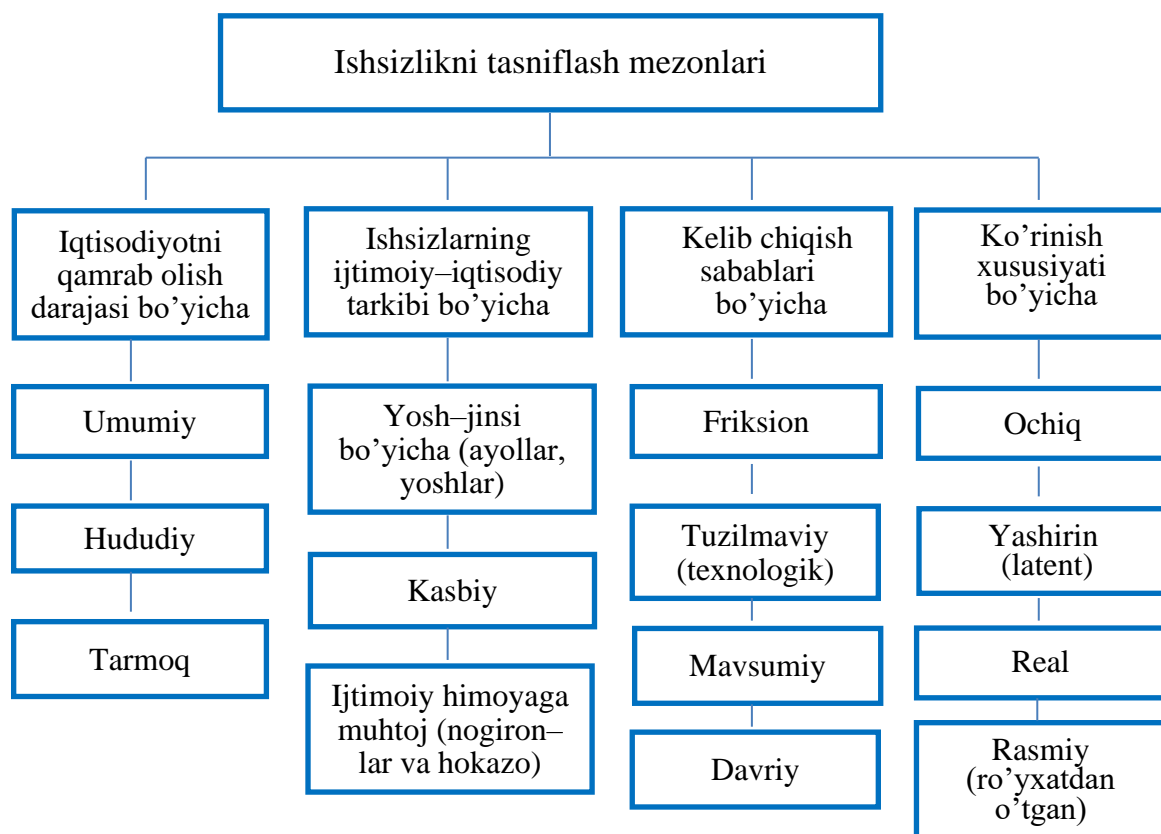 Ishsizlikni tasniflash mezonlari
Iqtisodiyotni
qamrab olish
darajasi bo’yicha
Umumiy
Hududiy
Tarmoq
Ishsizlarning
ijtimoiy–iqtisodiy
tarkibi bo’yicha
Yosh–jinsi
bo’yicha (ayollar,
yoshlar)
Kasbiy
Ijtimoiy himoyaga
muhtoj (nogiron–
lar va hokazo)
Kelib chiqish
sabablari
bo’yicha
Friksion
Tuzilmaviy
(texnologik)
Mavsumiy
Davriy
Ko’rinish
xususiyati
bo’yicha
Ochiq
Yashirin
(latent)
Real
Rasmiy
(ro’yxatdan
o’tgan)